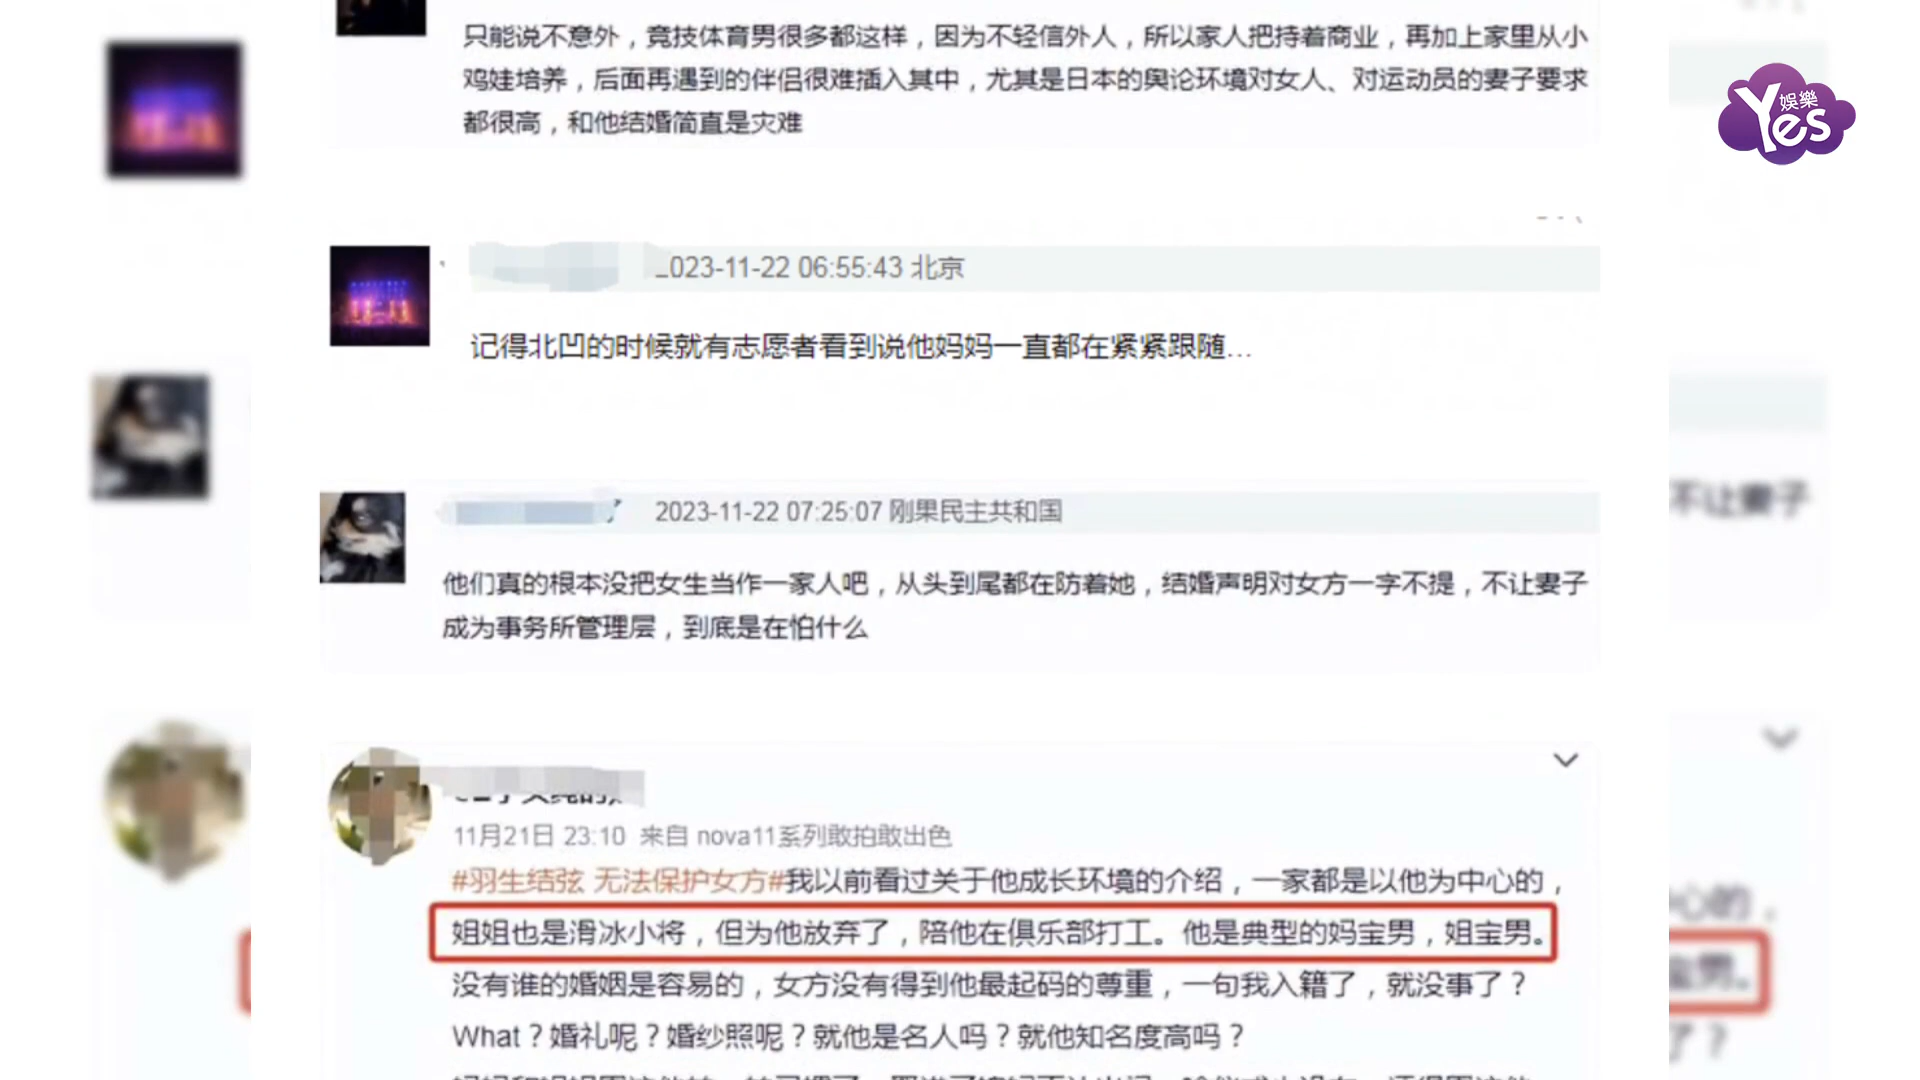 只能说不意外，竞技体育男很多都这样，因为不轻信外人，所以家人把持着商业，再加上家里从小
鸡娃培养，后面再遇到的伴侣很难插入其中，尤其是日本的舆论环境对女人、对运动员的妻子要求
都很高，和他结婚简直是灾难
Yes 娱樂
023-11-22 06:55:43 北京
记得北凹的时候就有志愿者看到说他妈妈一直都在紧紧跟随...
2023-11-22 07:25:07 刚果民主共和国
他们真的根本没把女生当作一家人吧，从头到尾都在防着她，结婚声明对女方一字不提，不让妻子
成为事务所管理层，到底是在怕什么
11月21日 23:10 来自 nova11系列敢拍敢出色
#羽生结弦 无法保护女方#我以前看过关于他成长环境的介绍，一家都是以他为中心的，
姐姐也是滑冰小将，但为他放弃了，陪他在俱乐部打工。他是典型的妈宝男，姐宝男。
没有谁的婚姻是容易的，女方没有得到他最起码的尊重，一句我入籍了，就没事了？
What？婚礼呢？婚纱照呢？就他是名人吗？就他知名度高吗？
不让妻子
心的，
宝男。
了？